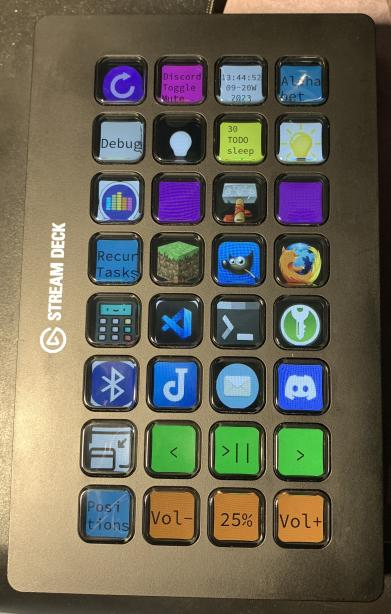 Discord
Toggle
Mute
13:44:52
09-20W
2023
Alpha
bet
Debug
30
TODO
sleep
STREAM DECK
Recur
Tasks
< >|| >
Posi
tions
Vol- 25% Vol+